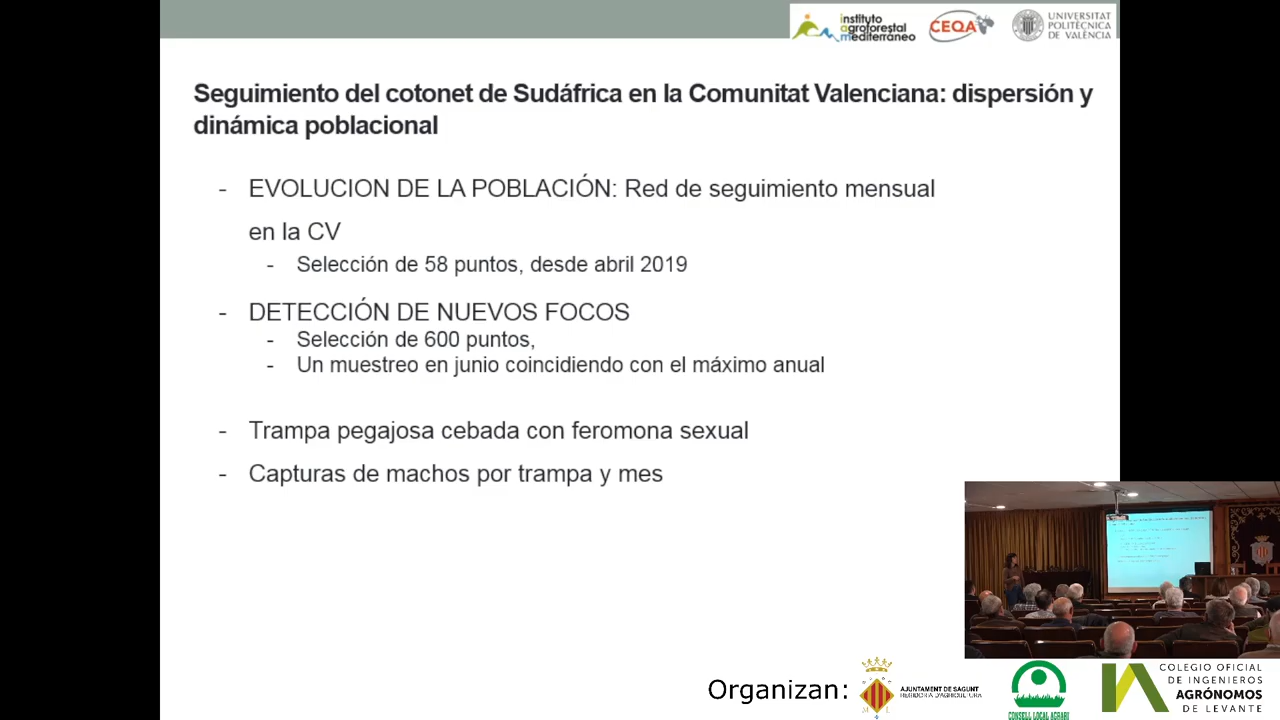 instituto
agroforestal
mediterráneo
CEQA
UNIVERSITAT
POLITÈCNICA
DE VALÈNCIA
Seguimiento del cotonet de Sudáfrica en la Comunitat Valenciana: dispersión y
dinámica poblacional
- EVOLUCION DE LA POBLACIÓN: Red de seguimiento mensual
en la CV
- Selección de 58 puntos, desde abril 2019
- DETECCIÓN DE NUEVOS FOCOS
- Selección de 600 puntos,
- Un muestreo en junio coincidiendo con el máximo anual
- Trampa pegajosa cebada con feromona sexual
- Capturas de machos por trampa y mes
Organizan:
AJUNTAMENT DE SAGUNT
REGIDORIA D'AGRICULTURA
CONSELL LOCAL AGRARI
COLEGIO OFICIAL
DE INGENIEROS
AGRÓNOMOS
DE LEVANTE